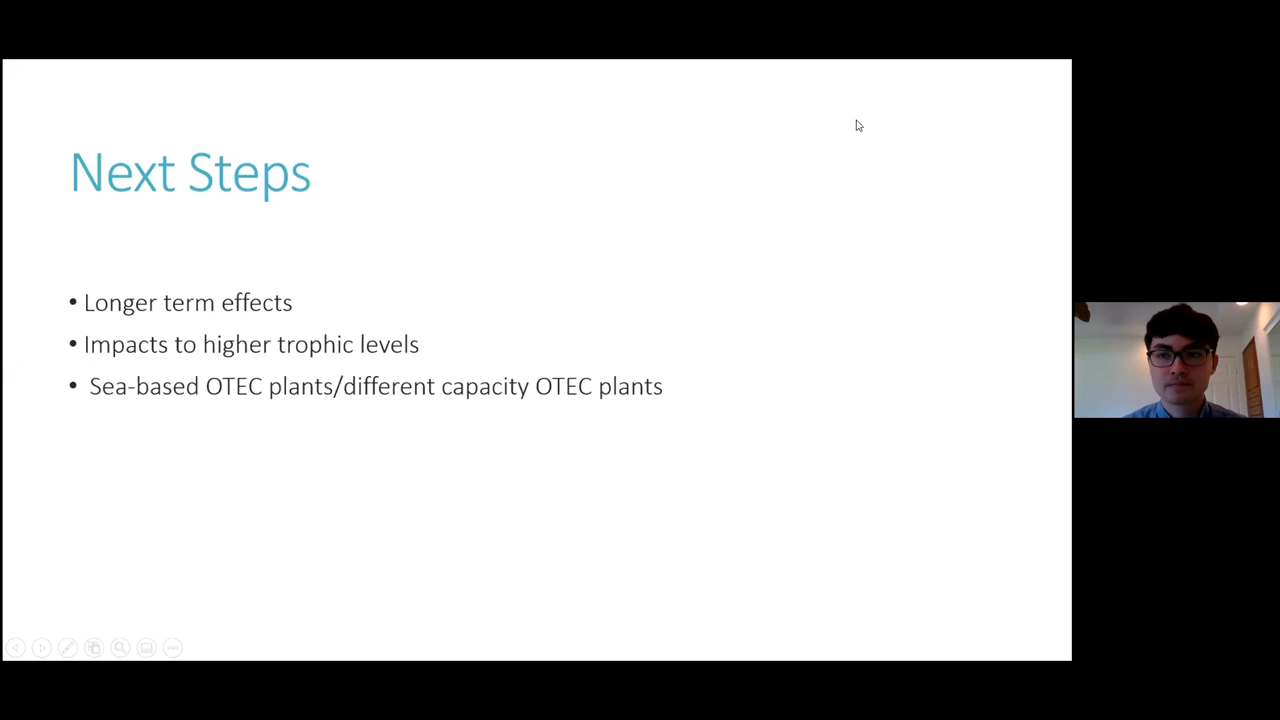 Next Steps
• Longer term effects
• Impacts to higher trophic levels
• Sea-based OTEC plants/different capacity OTEC plants